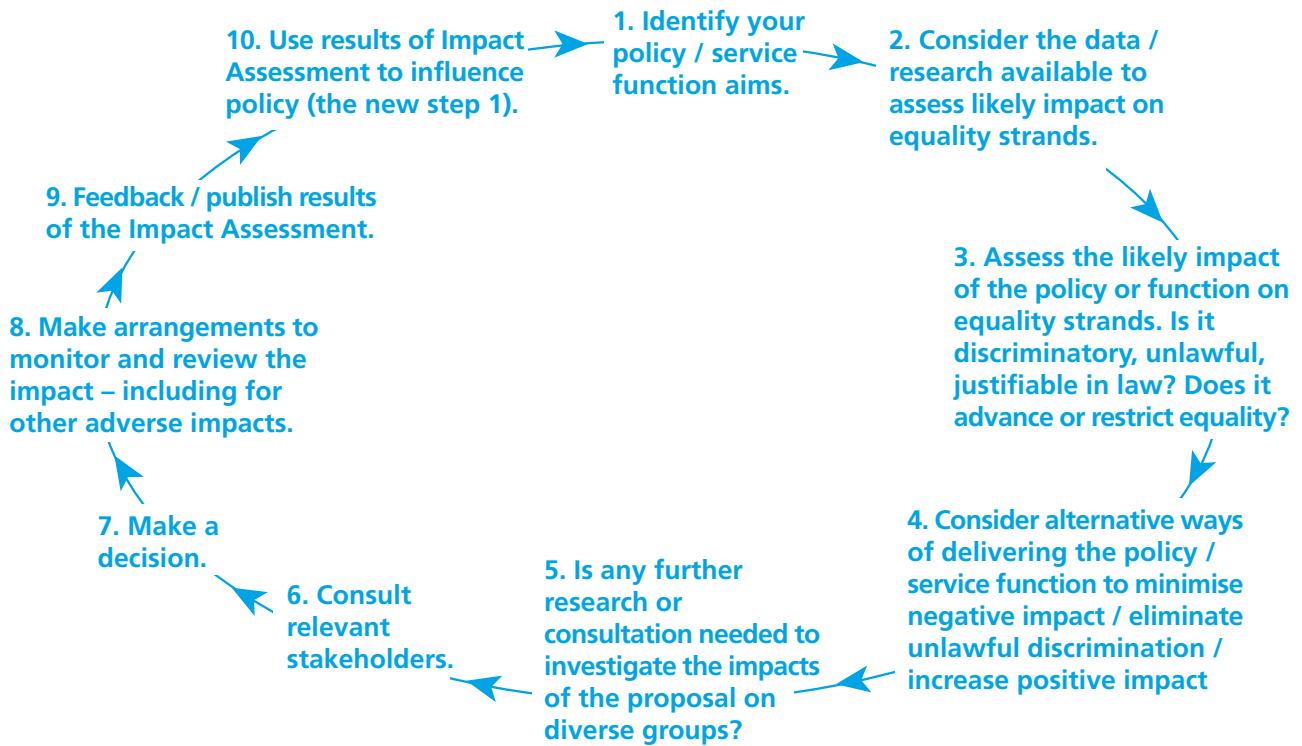 1. Identify your
policy / service
function aims.
2. Consider the data /
research available to
assess likely impact on
equality strands.
3. Assess the likely impact
of the policy or function on
equality strands. Is it
discriminatory, unlawful,
justifiable in law? Does it
advance or restrict equality?
4. Consider alternative ways
of delivering the policy /
service function to minimise
negative impact / eliminate
unlawful discrimination /
increase positive impact
5. Is any further
research or
consultation needed to
investigate the impacts
of the proposal on
diverse groups?
6. Consult
relevant
stakeholders.
7. Make a
decision.
8. Make arrangements to
monitor and review the
impact – including for
other adverse impacts.
9. Feedback / publish results
of the Impact Assessment.
10. Use results of Impact
Assessment to influence
policy (the new step 1).